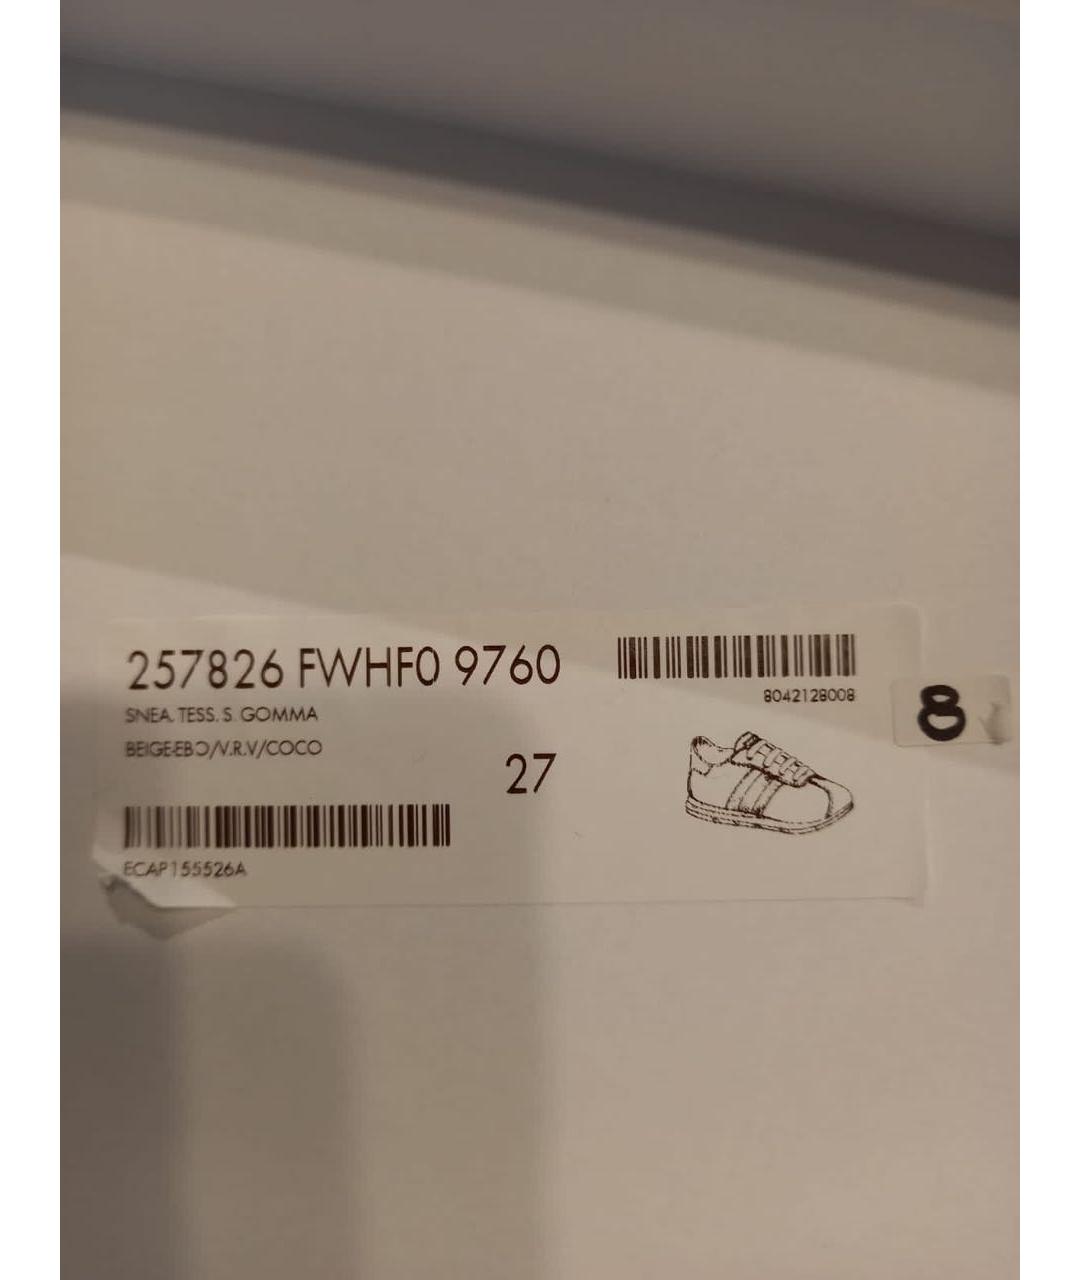 257826 FWHF0 9760
8042128008
8
SNEA. TESS. S. GOMMA
BEIGE-EBO/V.R.V/COCO
27
ECAP155526A